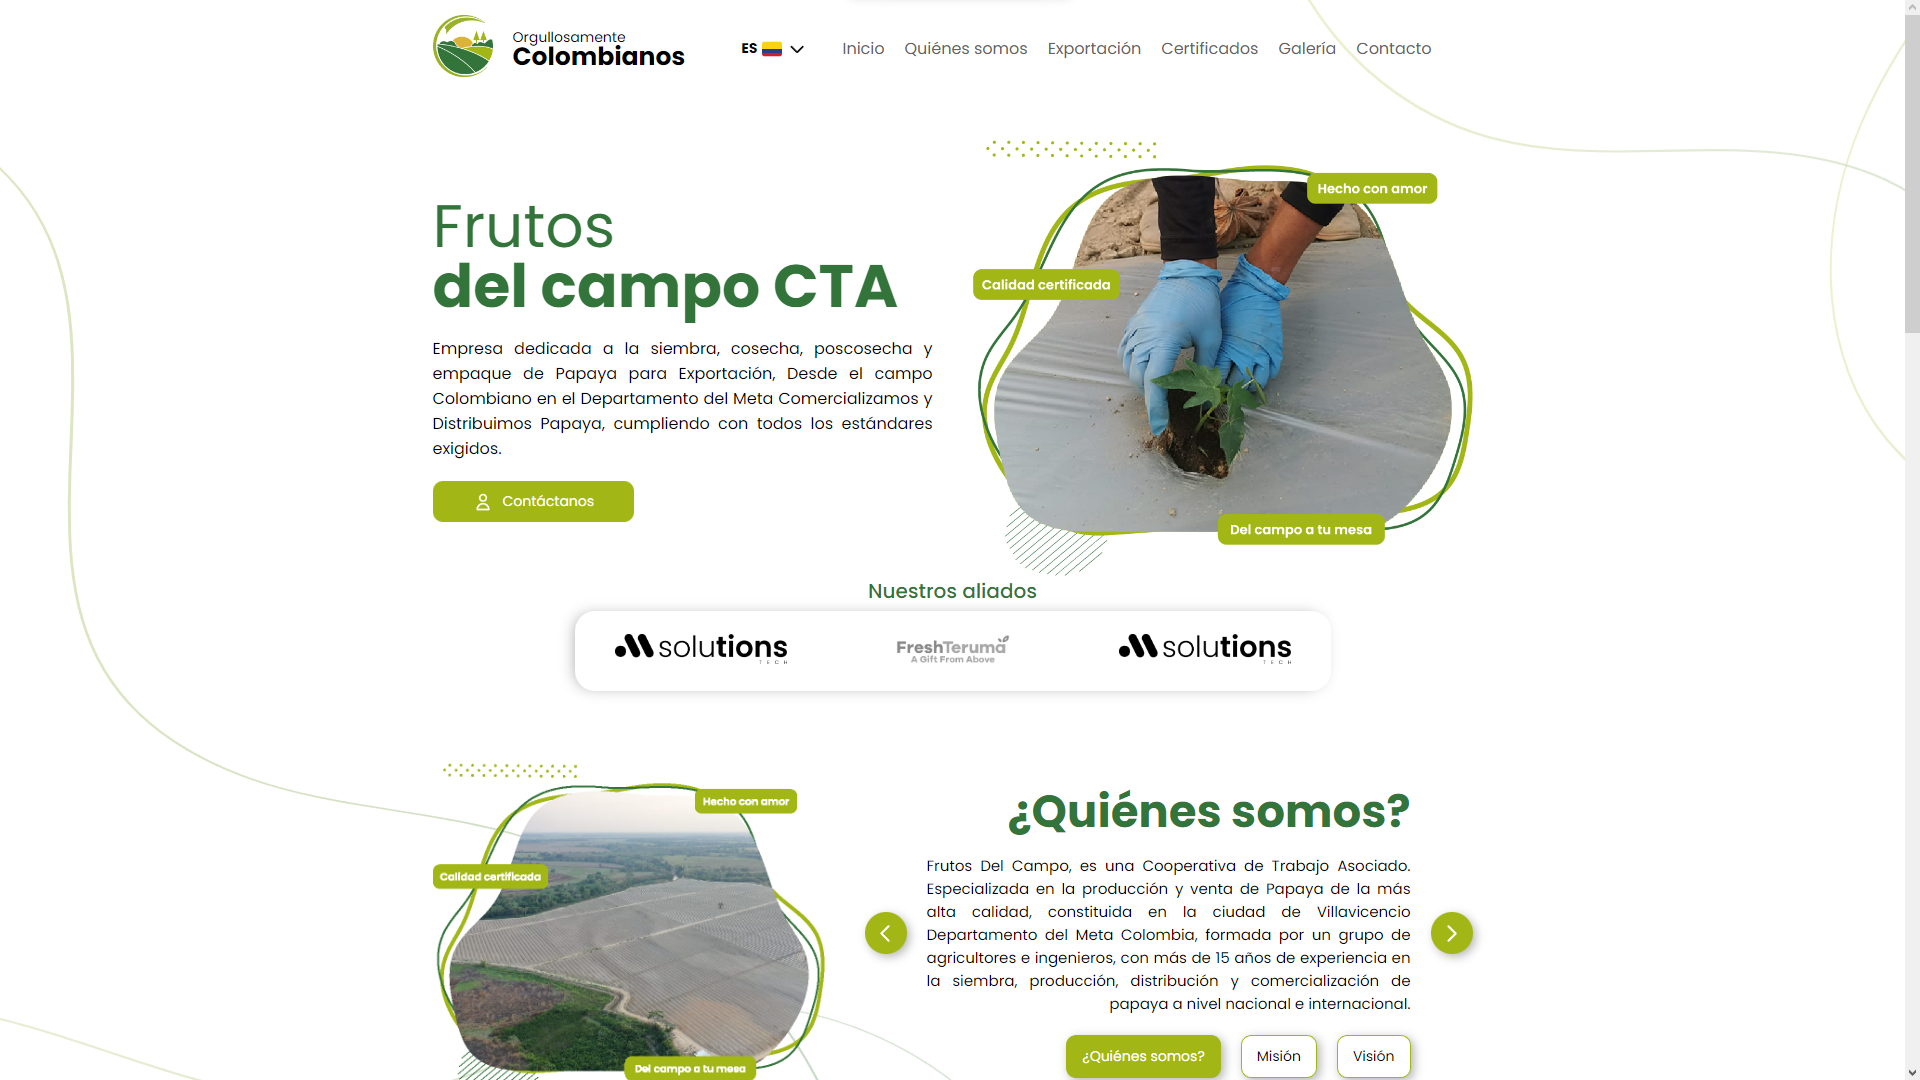 Orgullosamente
Colombianos
ES
Inicio Quiénes somos Exportación Certificados Galería Contacto
Hecho con amor
Frutos
del campo CTA
Calidad certificada
Empresa dedicada a la siembra, cosecha, poscosecha y
empaque de Papaya para Exportación, Desde el campo
Colombiano en el Departamento del Meta Comercializamos y
Distribuimos Papaya, cumpliendo con todos los estándares
exigidos.
Contáctanos
Del campo a tu mesa
Nuestros aliados
solutions
TECH
FreshTeruma
A Gift From Above
solutions
TECH
Hecho con amor
Calidad certificada
Del campo a tu mesa
¿Quiénes somos?
Frutos Del Campo, es una Cooperativa de Trabajo Asociado.
Especializada en la producción y venta de Papaya de la más
alta calidad, constituida en la ciudad de Villavicencio
Departamento del Meta Colombia, formada por un grupo de
agricultores e ingenieros, con más de 15 años de experiencia en
la siembra, producción, distribución y comercialización de
papaya a nivel nacional e internacional.
¿Quiénes somos? Misión Visión